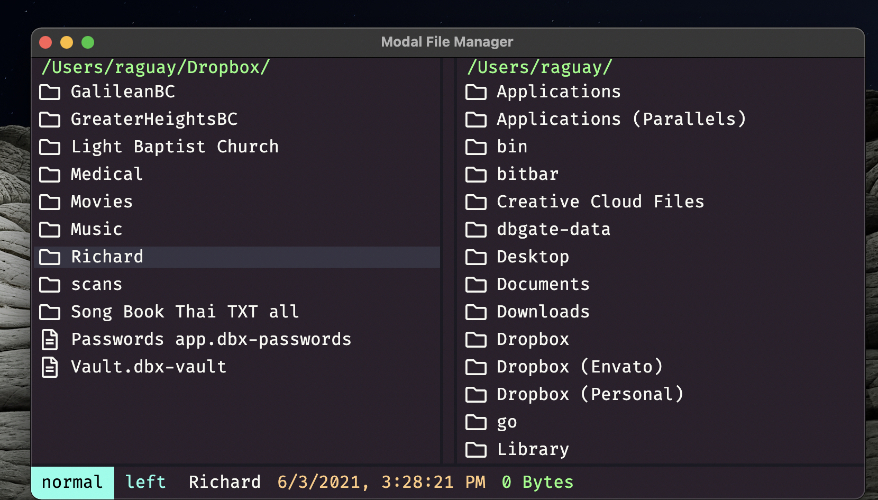 Modal File Manager
/Users/raguay/Dropbox/
GalileanBC
GreaterHeightsBC
Light Baptist Church
Medical
Movies
Music
Richard
scans
Song Book Thai TXT all
Passwords app.dbx-passwords
Vault.dbx-vault
/Users/raguay/
Applications
Applications (Parallels)
bin
bitbar
Creative Cloud Files
dbgate-data
Desktop
Documents
Downloads
Dropbox
Dropbox (Envato)
Dropbox (Personal)
go
Library
normal left Richard 6/3/2021, 3:28:21 PM 0 Bytes